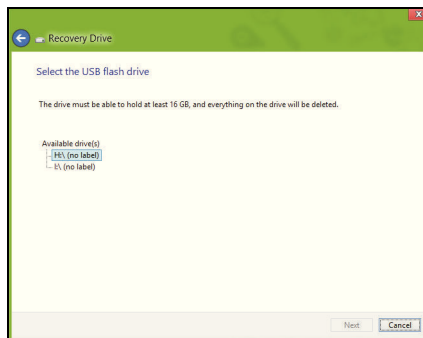 Recovery Drive
Select the USB flash drive
The drive must be able to hold at least 16 GB, and everything on the drive will be deleted.
Available drive(s)
H:\ (no label)
I:\ (no label)
Next Cancel